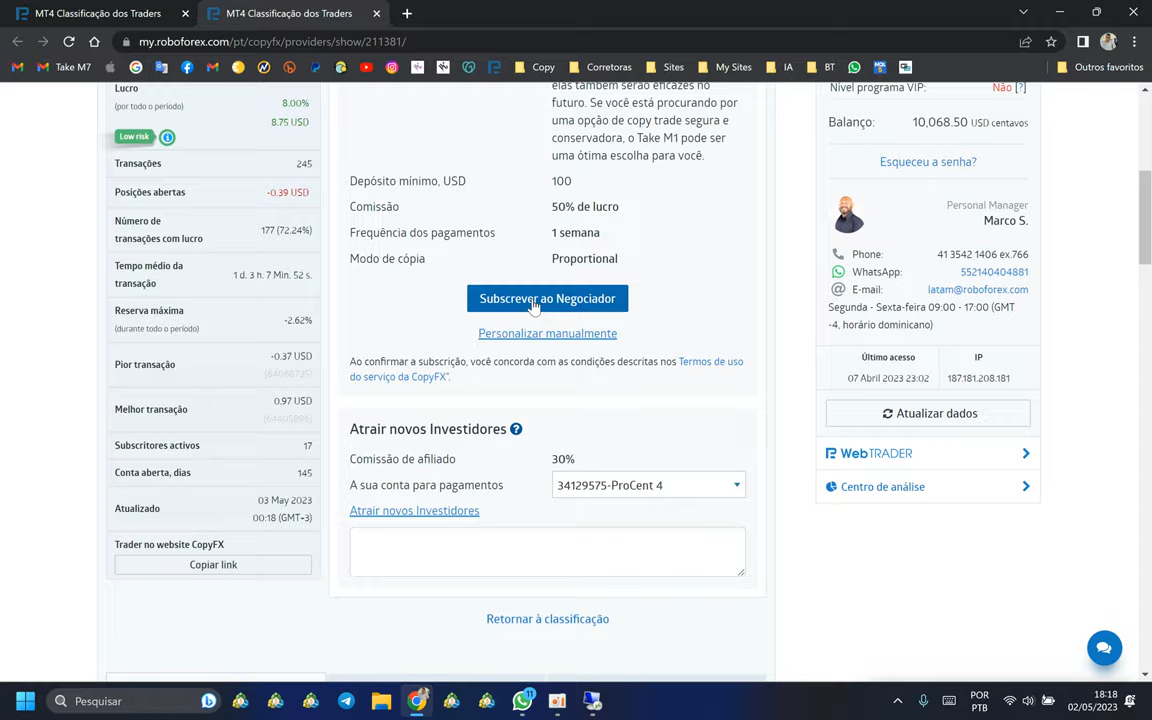 MT4 Classificação dos Traders
MT4 Classificação dos Traders
my.roboforex.com/pt/copyfx/providers/show/211381/
Take M7
Copy
Corretoras
Sites
My Sites
IA
BT
Outros favoritos
Lucro
(por todo o período)
8.00%
8.75 USD
Low risk
Transações 245
Posições abertas -0.39 USD
Número de
transações com lucro
177 (72.24%)
Tempo médio da
transação
1 d. 3 h. 7 Min. 52 s.
Reserva máxima
(durante todo o período)
-2.62%
Pior transação
-0.37 USD
(64068735)
Melhor transação
0.97 USD
(64405896)
Subscritores activos 17
Conta aberta, dias 145
Atualizado
03 May 2023
00:18 (GMT+3)
Trader no website CopyFX
Copiar link
elas também serão eficazes no
futuro. Se você está procurando por
uma opção de copy trade segura e
conservadora, o Take M1 pode ser
uma ótima escolha para você.
Depósito mínimo, USD 100
Comissão 50% de lucro
Frequência dos pagamentos 1 semana
Modo de cópia Proportional
Subscrever ao Negociador
Personalizar manualmente
Ao confirmar a subscrição, você concorda com as condições descritas nos Termos de uso
do serviço da CopyFX".
Atrair novos Investidores ?
Comissão de afiliado 30%
A sua conta para pagamentos 34129575-ProCent 4
Atrair novos Investidores
Retornar à classificação
Nível programa VIP: Não [?]
Balanço: 10,068.50 USD centavos
Esqueceu a senha?
Personal Manager
Marco S.
Phone: 41 3542 1406 ex.766
WhatsApp: 552140404881
E-mail: latam@roboforex.com
Segunda - Sexta-feira 09:00 - 17:00 (GMT
-4, horário dominicano)
Último acesso
07 Abril 2023 23:02
IP
187.181.208.181
Atualizar dados
WebTRADER
Centro de análise
Pesquisar
11
POR
PTB
18:18
02/05/2023